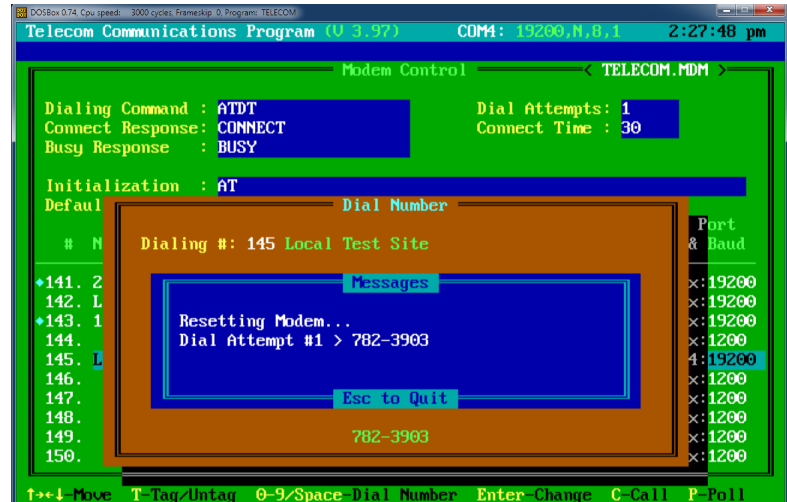 DOSBox 0.74, Cpu speed: 3000 cycles, Frameskip 0, Program: TELECOM
Telecom Communications Program (V 3.97) COM4: 19200,N,8,1 2:27:48 pm
Modem Control < TELECOM.MDM >
Dialing Command : ATDT Dial Attempts: 1
Connect Response: CONNECT Connect Time : 30
Busy Response : BUSY
Initialization : AT
Defaul
Dial Number
Port
# N Dialing #: 145 Local Test Site & Baud
♦141. 2 Messages x:19200
142. L x:19200
♦143. 1 Resetting Modem... x:19200
144. Dial Attempt #1 > 782-3903 x:1200
145. L 4:19200
146. x:1200
147. Esc to Quit x:1200
148. x:1200
149. 782-3903 x:1200
150. x:1200
↑→←↓-Move T-Tag/Untag 0-9/Space-Dial Number Enter-Change C-Call P-Poll